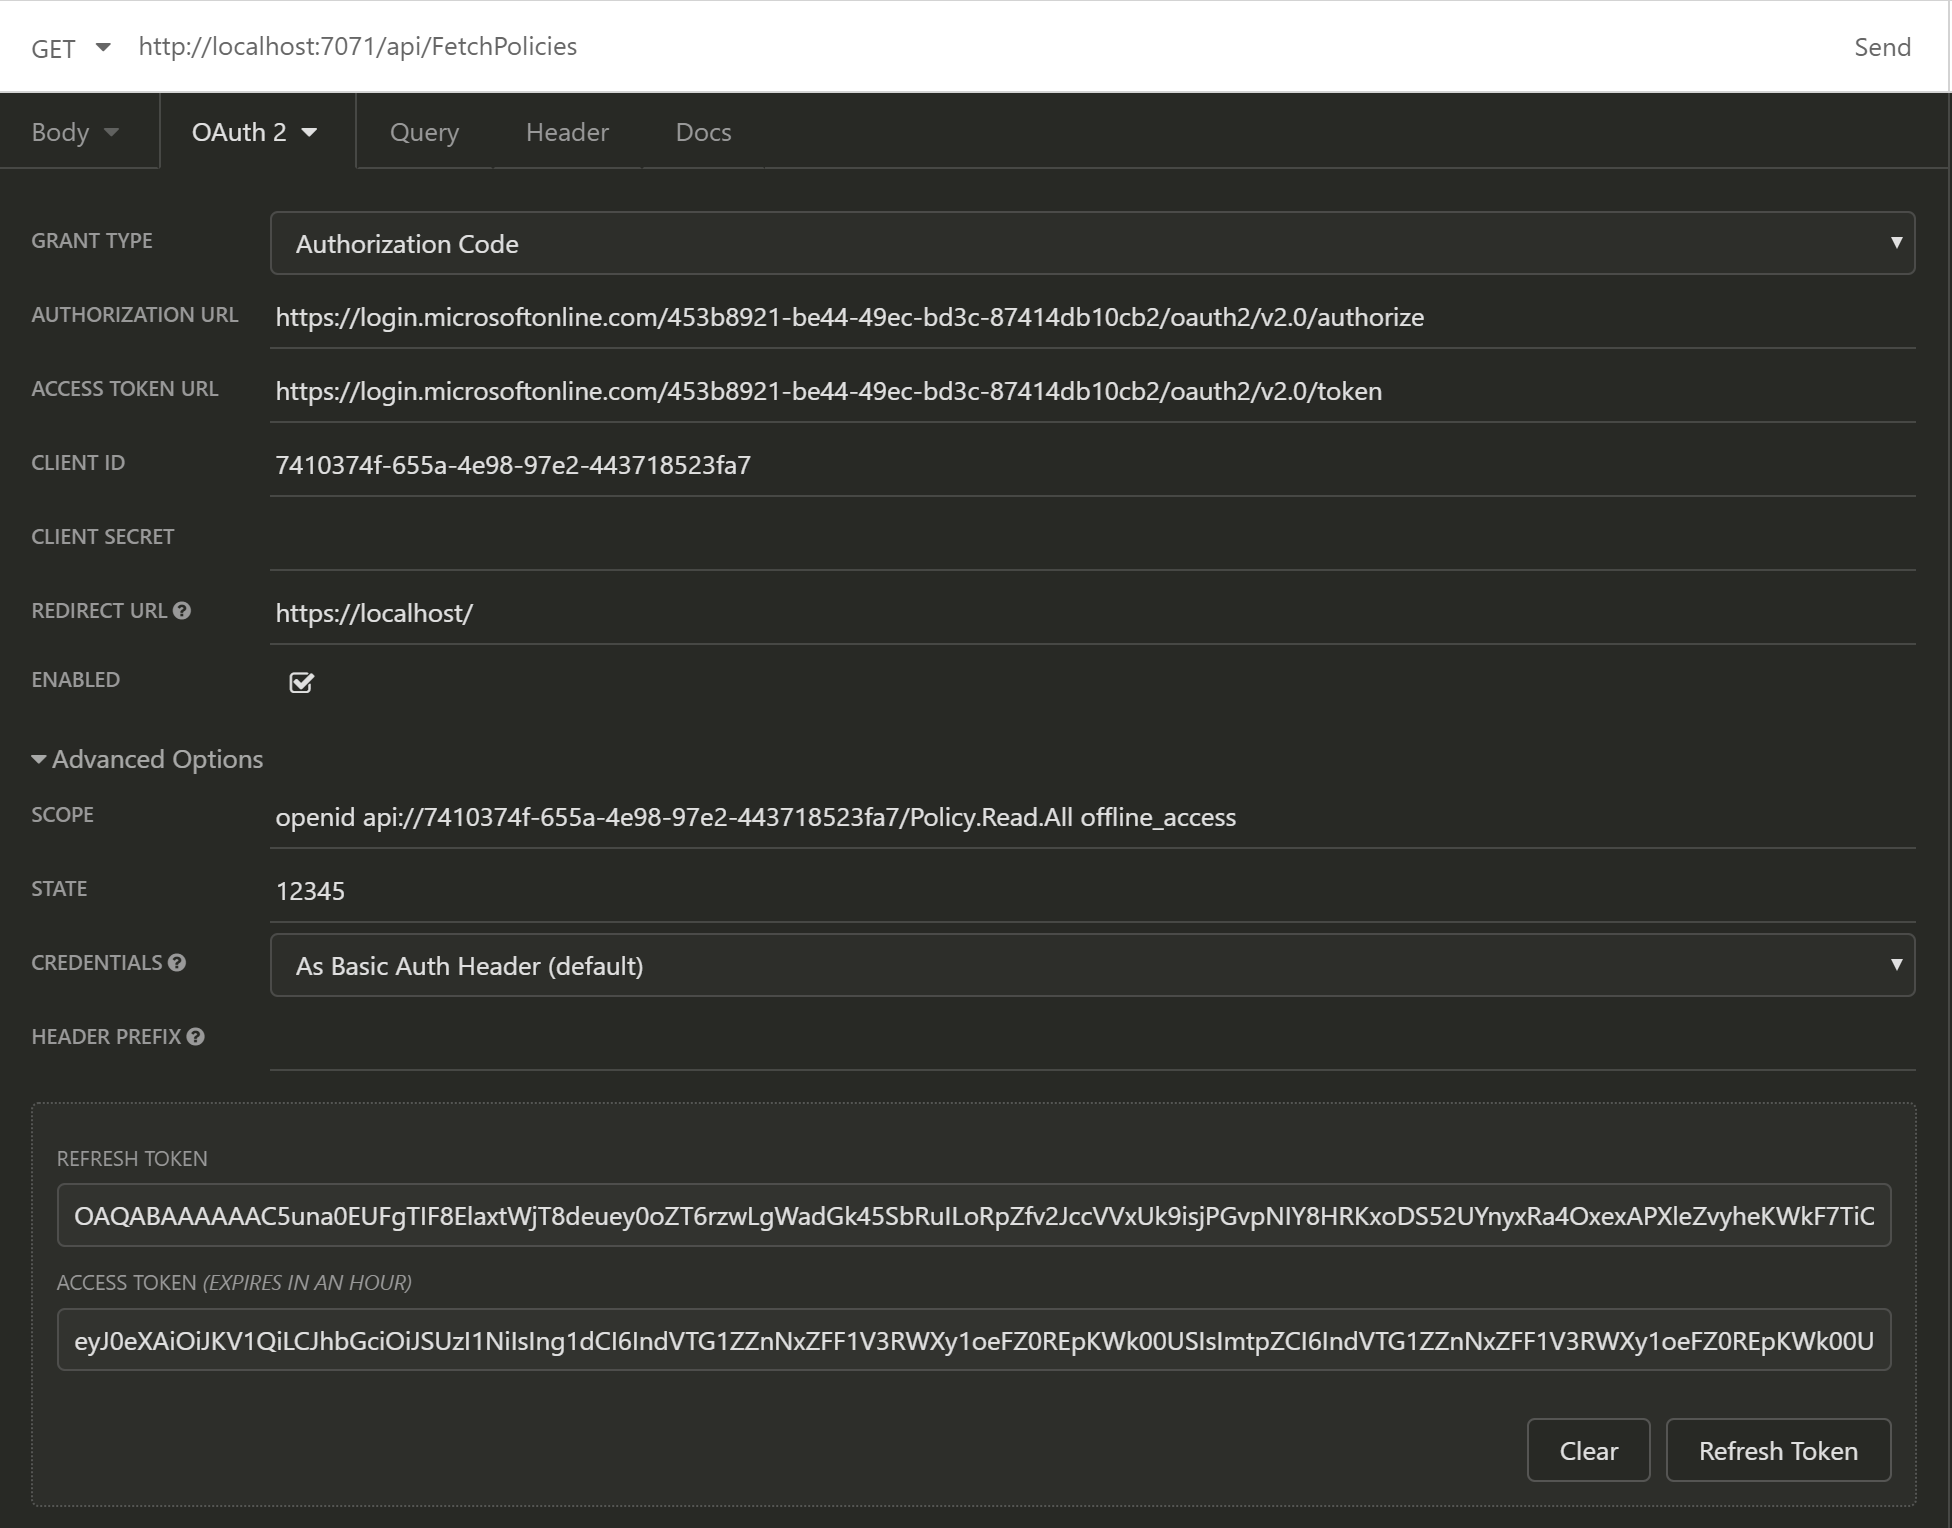 GET http://localhost:7071/api/FetchPolicies Send
Body OAuth 2 Query Header Docs
GRANT TYPE Authorization Code
AUTHORIZATION URL https://login.microsoftonline.com/453b8921-be44-49ec-bd3c-87414db10cb2/oauth2/v2.0/authorize
ACCESS TOKEN URL https://login.microsoftonline.com/453b8921-be44-49ec-bd3c-87414db10cb2/oauth2/v2.0/token
CLIENT ID 7410374f-655a-4e98-97e2-443718523fa7
CLIENT SECRET
REDIRECT URL https://localhost/
ENABLED
Advanced Options
SCOPE openid api://7410374f-655a-4e98-97e2-443718523fa7/Policy.Read.All offline_access
STATE 12345
CREDENTIALS As Basic Auth Header (default)
HEADER PREFIX
REFRESH TOKEN
OAQABAAAAAAC5una0EUFgTIF8ElaxtWjT8deuey0oZT6rzwLgWadGk45SbRuILoRpZfv2JccVVxUk9isjPGvpNIY8HRKxoDS52UYnyxRa4OxexAPXleZvyheKWkF7TiC
ACCESS TOKEN (EXPIRES IN AN HOUR)
eyJ0eXAiOiJKV1QiLCJhbGciOiJSUzI1NiIsIng1dCI6IndVTG1ZZnNxZFF1V3RWXy1oeFZ0REpKWk00USIsImtpZCI6IndVTG1ZZnNxZFF1V3RWXy1oeFZ0REpKWk00U
Clear Refresh Token